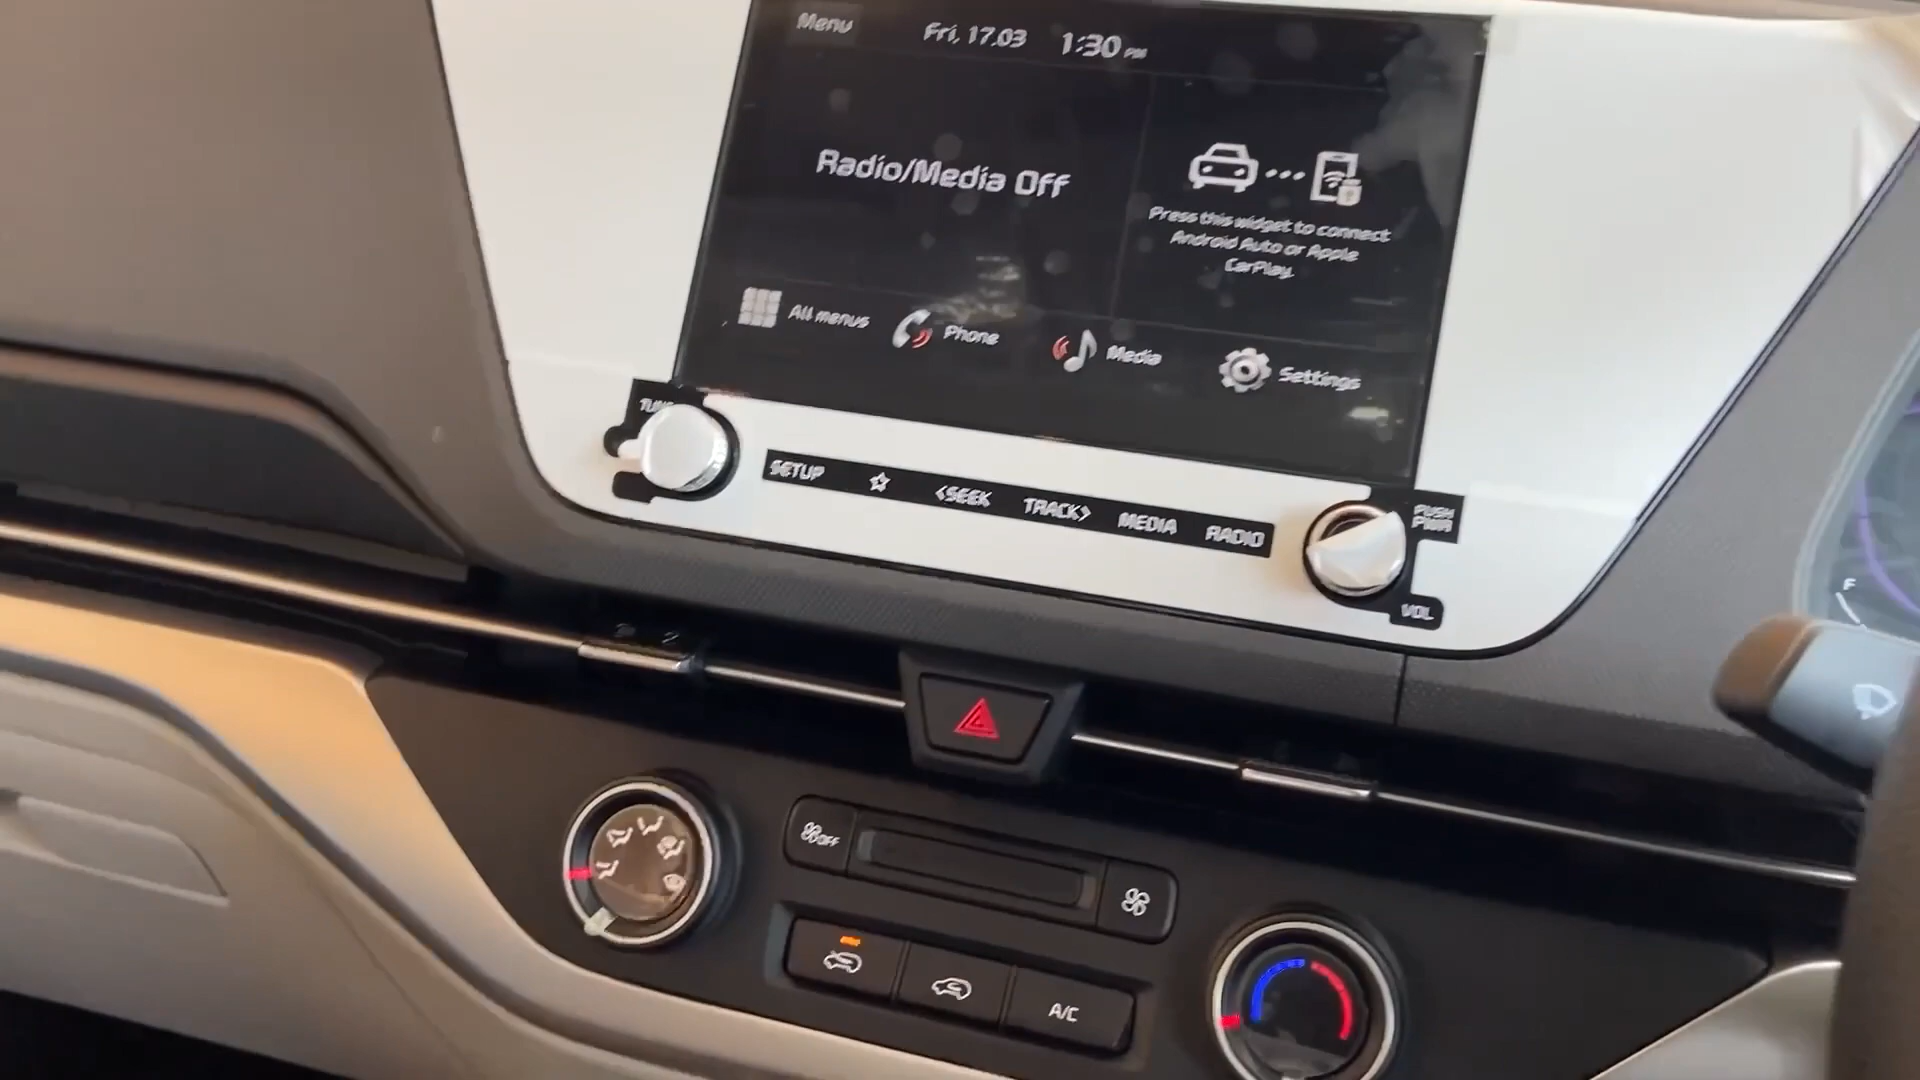 Menu
Fri, 17.03
1:30 PM
Radio/Media Off
Press this widget to connect
Android Auto or Apple
CarPlay.
All menus
Phone
Media
Settings
SETUP
☆
<SEEK
TRACK>
MEDIA
RADIO
PUSH
PWR
VOL
F
OFF
A/C